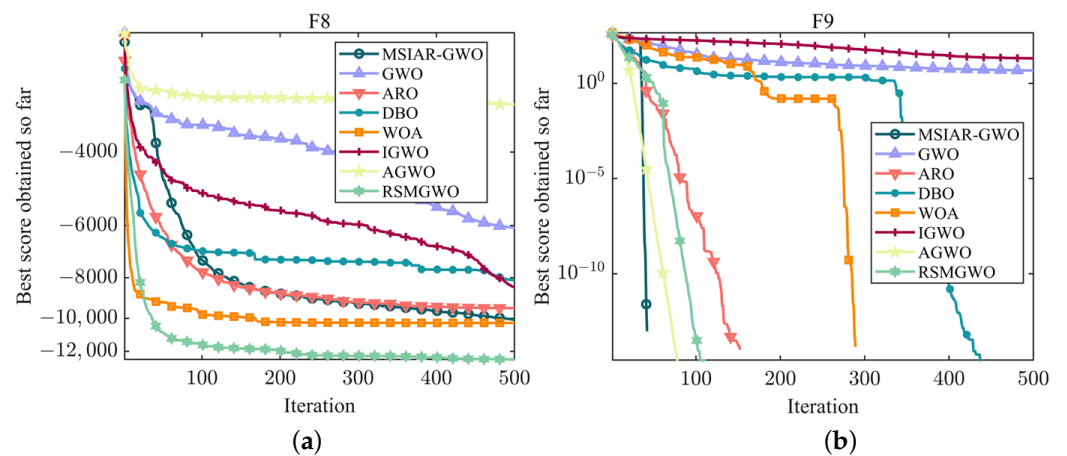 F8
Best score obtained so far
−4000
−6000
−8000
−10, 000
−12, 000
100
200
300
400
500
Iteration
MSIAR-GWO
GWO
ARO
DBO
WOA
IGWO
AGWO
RSMGWO
(a)
F9
Best score obtained so far
10^0
10^−5
10^−10
100
200
300
400
500
Iteration
MSIAR-GWO
GWO
ARO
DBO
WOA
IGWO
AGWO
RSMGWO
(b)